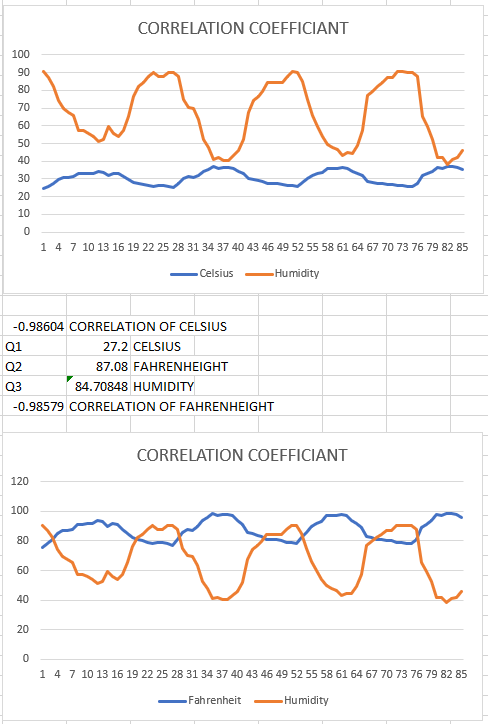 CORRELATION COEFFICIANT
100
90
80
70
60
50
40
30
20
10
0
1 4 7 10 13 16 19 22 25 28 31 34 37 40 43 46 49 52 55 58 61 64 67 70 73 76 79 82 85
Celsius Humidity
-0.98604 CORRELATION OF CELSIUS
Q1 27.2 CELSIUS
Q2 87.08 FAHRENHEIGHT
Q3 84.70848 HUMIDITY
-0.98579 CORRELATION OF FAHRENHEIGHT
CORRELATION COEFFICIANT
120
100
80
60
40
20
0
1 4 7 10 13 16 19 22 25 28 31 34 37 40 43 46 49 52 55 58 61 64 67 70 73 76 79 82 85
Fahrenheit Humidity